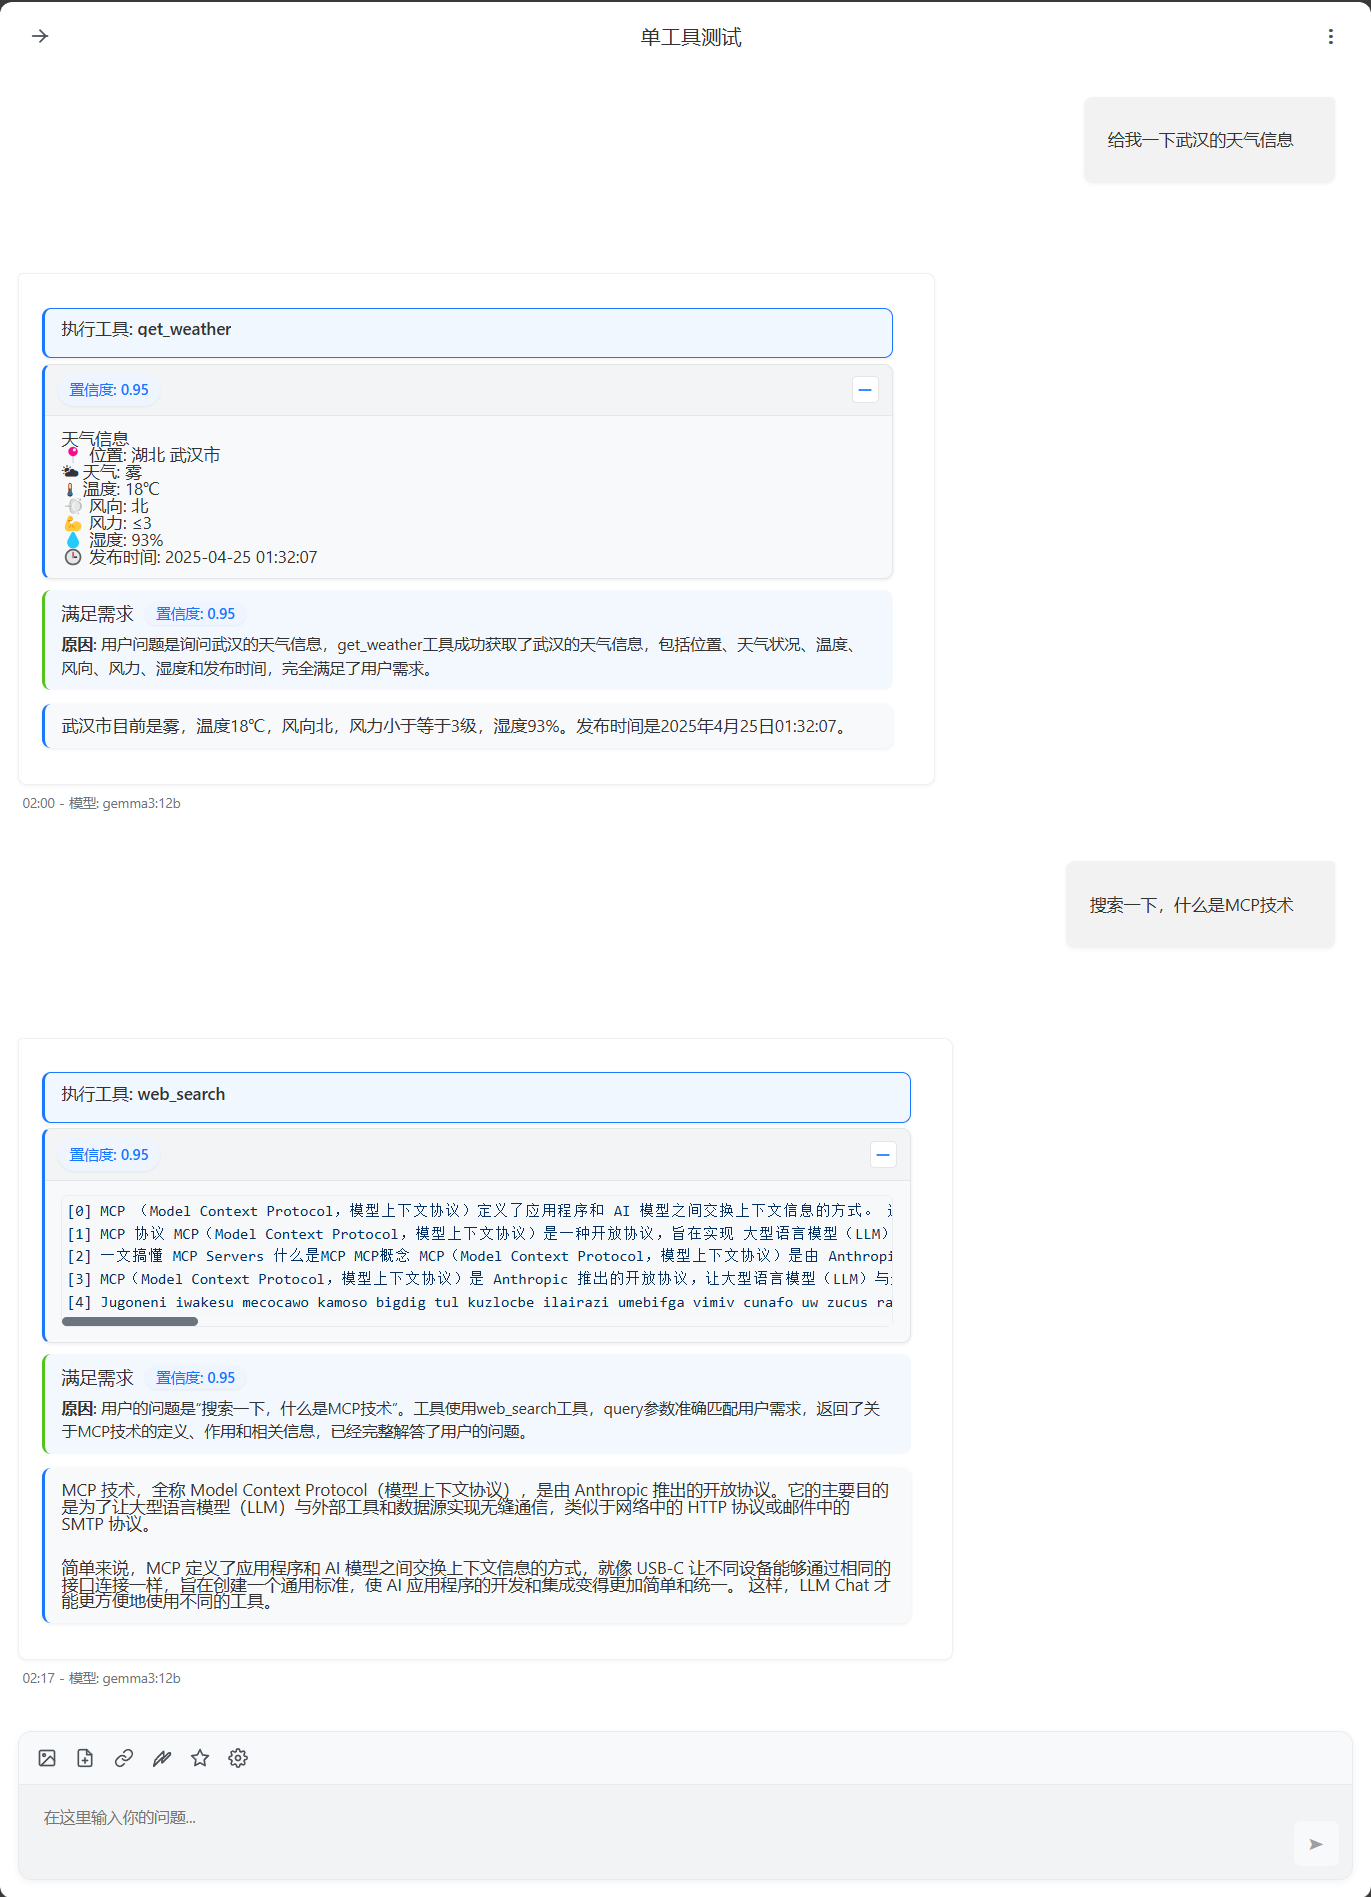 单工具测试
给我一下武汉的天气信息
执行工具: get_weather
置信度: 0.95
天气信息
📍 位置: 湖北 武汉市
🌥 天气: 雾
🌡 温度: 18℃
🌬 风向: 北
💪 风力: ≤3
💧 湿度: 93%
🕒 发布时间: 2025-04-25 01:32:07
满足需求 置信度: 0.95
原因: 用户问题是询问武汉的天气信息，get_weather工具成功获取了武汉的天气信息，包括位置、天气状况、温度、
风向、风力、湿度和发布时间，完全满足了用户需求。
武汉市目前是雾，温度18℃，风向北，风力小于等于3级，湿度93%。发布时间是2025年4月25日01:32:07。
02:00 - 模型: gemma3:12b
搜索一下，什么是MCP技术
执行工具: web_search
置信度: 0.95
[0] MCP （Model Context Protocol，模型上下文协议）定义了应用程序和 AI 模型之间交换上下文信息的方式。
[1] MCP 协议 MCP（Model Context Protocol，模型上下文协议）是一种开放协议，旨在实现 大型语言模型（LLM）
[2] 一文搞懂 MCP Servers 什么是MCP MCP概念 MCP（Model Context Protocol，模型上下文协议）是由 Anthropi
[3] MCP（Model Context Protocol，模型上下文协议）是 Anthropic 推出的开放协议，让大型语言模型（LLM）与
[4] Jugoneni iwakesu mecocawo kamoso bigdig tul kuzlocbe ilairazi umebifga vimiv cunafo uw zucus ra
满足需求 置信度: 0.95
原因: 用户的问题是“搜索一下，什么是MCP技术”。工具使用web_search工具，query参数准确匹配用户需求，返回了关
于MCP技术的定义、作用和相关信息，已经完整解答了用户的问题。
MCP 技术，全称 Model Context Protocol（模型上下文协议），是由 Anthropic 推出的开放协议。它的主要目的
是为了让大型语言模型（LLM）与外部工具和数据源实现无缝通信，类似于网络中的 HTTP 协议或邮件中的
SMTP 协议。
简单来说，MCP 定义了应用程序和 AI 模型之间交换上下文信息的方式，就像 USB-C 让不同设备能够通过相同的
接口连接一样，旨在创建一个通用标准，使 AI 应用程序的开发和集成变得更加简单和统一。 这样，LLM Chat 才
能更方便地使用不同的工具。
02:17 - 模型: gemma3:12b
在这里输入你的问题...